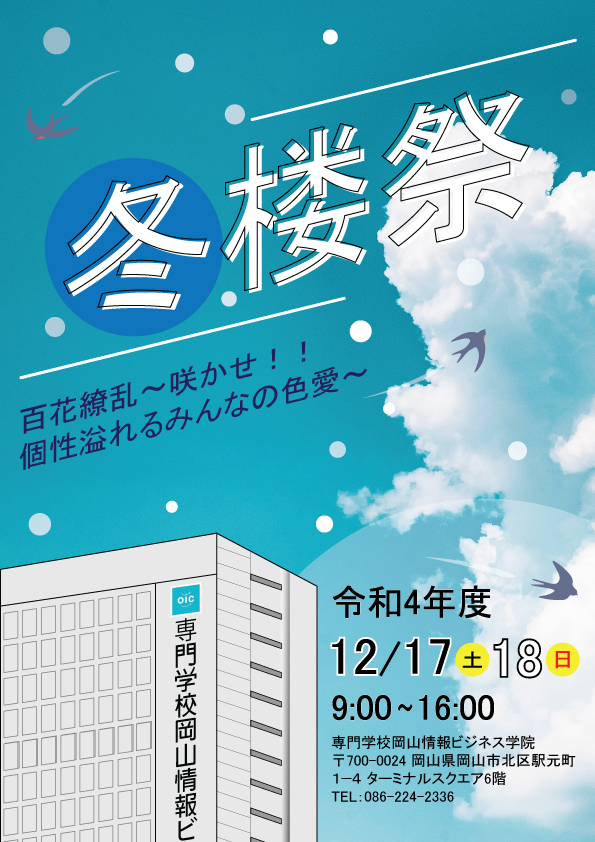 冬楼祭
百花繚乱～咲かせ！！
個性溢れるみんなの色愛～
oic
専門学校岡山情報ビ
令和4年度
12/17土18日
9:00~16:00
専門学校岡山情報ビジネス学院
〒700-0024 岡山県岡山市北区駅元町
1-4 ターミナルスクエア6階
TEL:086-224-2336